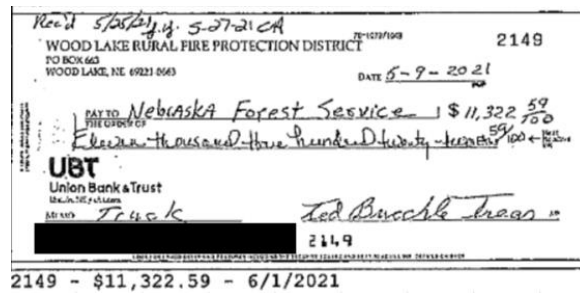 Rec'd 5/25/21 J.y. 5-27-21 CA
WOOD LAKE RURAL FIRE PROTECTION DISTRICT
2149
PO BOX 663
WOOD LAKE, NE 69221-0663
DATE 5-9-2021
PAY TO THE ORDER OF Nebraska Forest Service $ 11,322 59/100
Eleven thousand three hundred twenty-two 59/100
UBT
Union Bank & Trust
MEMO Truck Ted Buechle Treas
2149
2149 - $11,322.59 - 6/1/2021